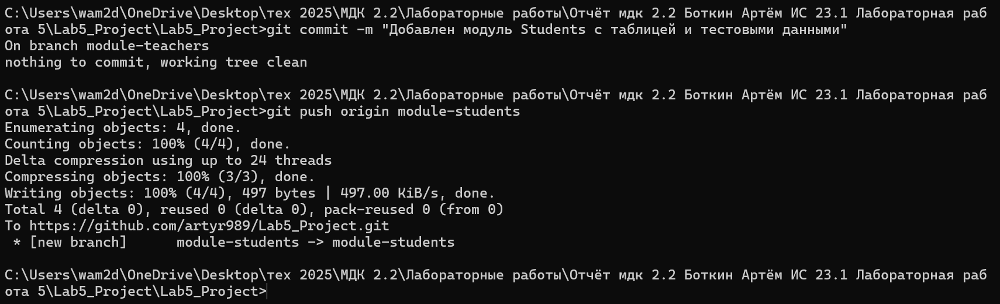 C:\Users\wam2d\OneDrive\Desktop\тех 2025\МДК 2.2\Лабораторные работы\Отчёт мдк 2.2 Боткин Артём ИС 23.1 Лабораторная раб
ота 5\Lab5_Project\Lab5_Project>git commit -m "Добавлен модуль Students с таблицей и тестовыми данными"
On branch module-teachers
nothing to commit, working tree clean
C:\Users\wam2d\OneDrive\Desktop\тех 2025\МДК 2.2\Лабораторные работы\Отчёт мдк 2.2 Боткин Артём ИС 23.1 Лабораторная раб
ота 5\Lab5_Project\Lab5_Project>git push origin module-students
Enumerating objects: 4, done.
Counting objects: 100% (4/4), done.
Delta compression using up to 24 threads
Compressing objects: 100% (3/3), done.
Writing objects: 100% (4/4), 497 bytes | 497.00 KiB/s, done.
Total 4 (delta 0), reused 0 (delta 0), pack-reused 0 (from 0)
To https://github.com/artyr989/Lab5_Project.git
 * [new branch]      module-students -> module-students
C:\Users\wam2d\OneDrive\Desktop\тех 2025\МДК 2.2\Лабораторные работы\Отчёт мдк 2.2 Боткин Артём ИС 23.1 Лабораторная раб
ота 5\Lab5_Project\Lab5_Project>